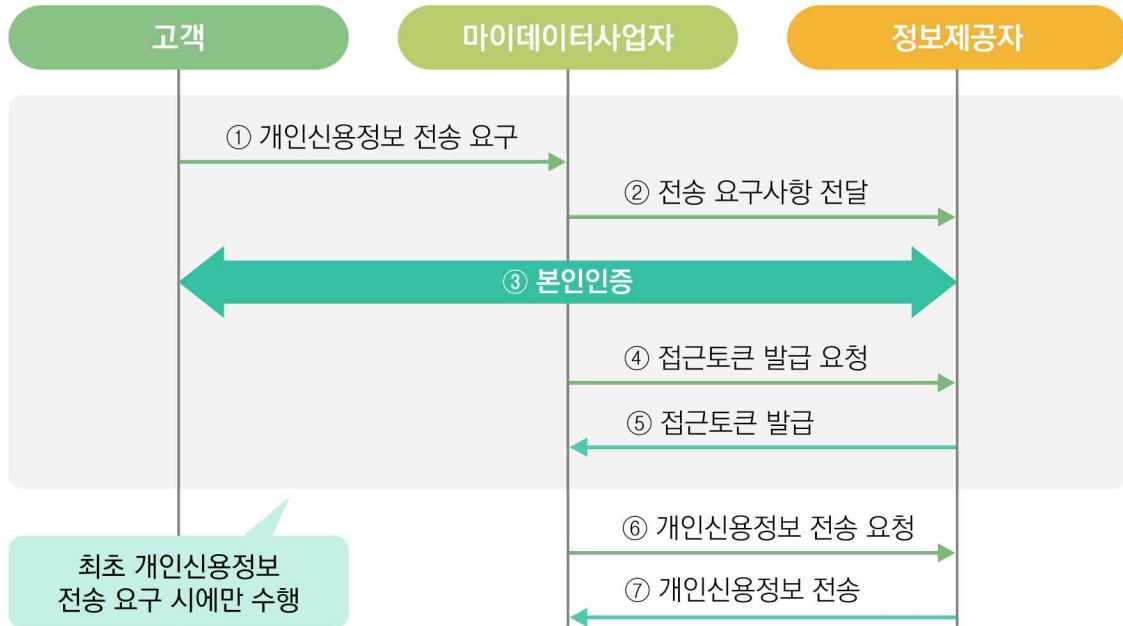 고객
마이데이터사업자
정보제공자
① 개인신용정보 전송 요구
② 전송 요구사항 전달
③ 본인인증
④ 접근토큰 발급 요청
⑤ 접근토큰 발급
⑥ 개인신용정보 전송 요청
최초 개인신용정보
전송 요구 시에만 수행
⑦ 개인신용정보 전송